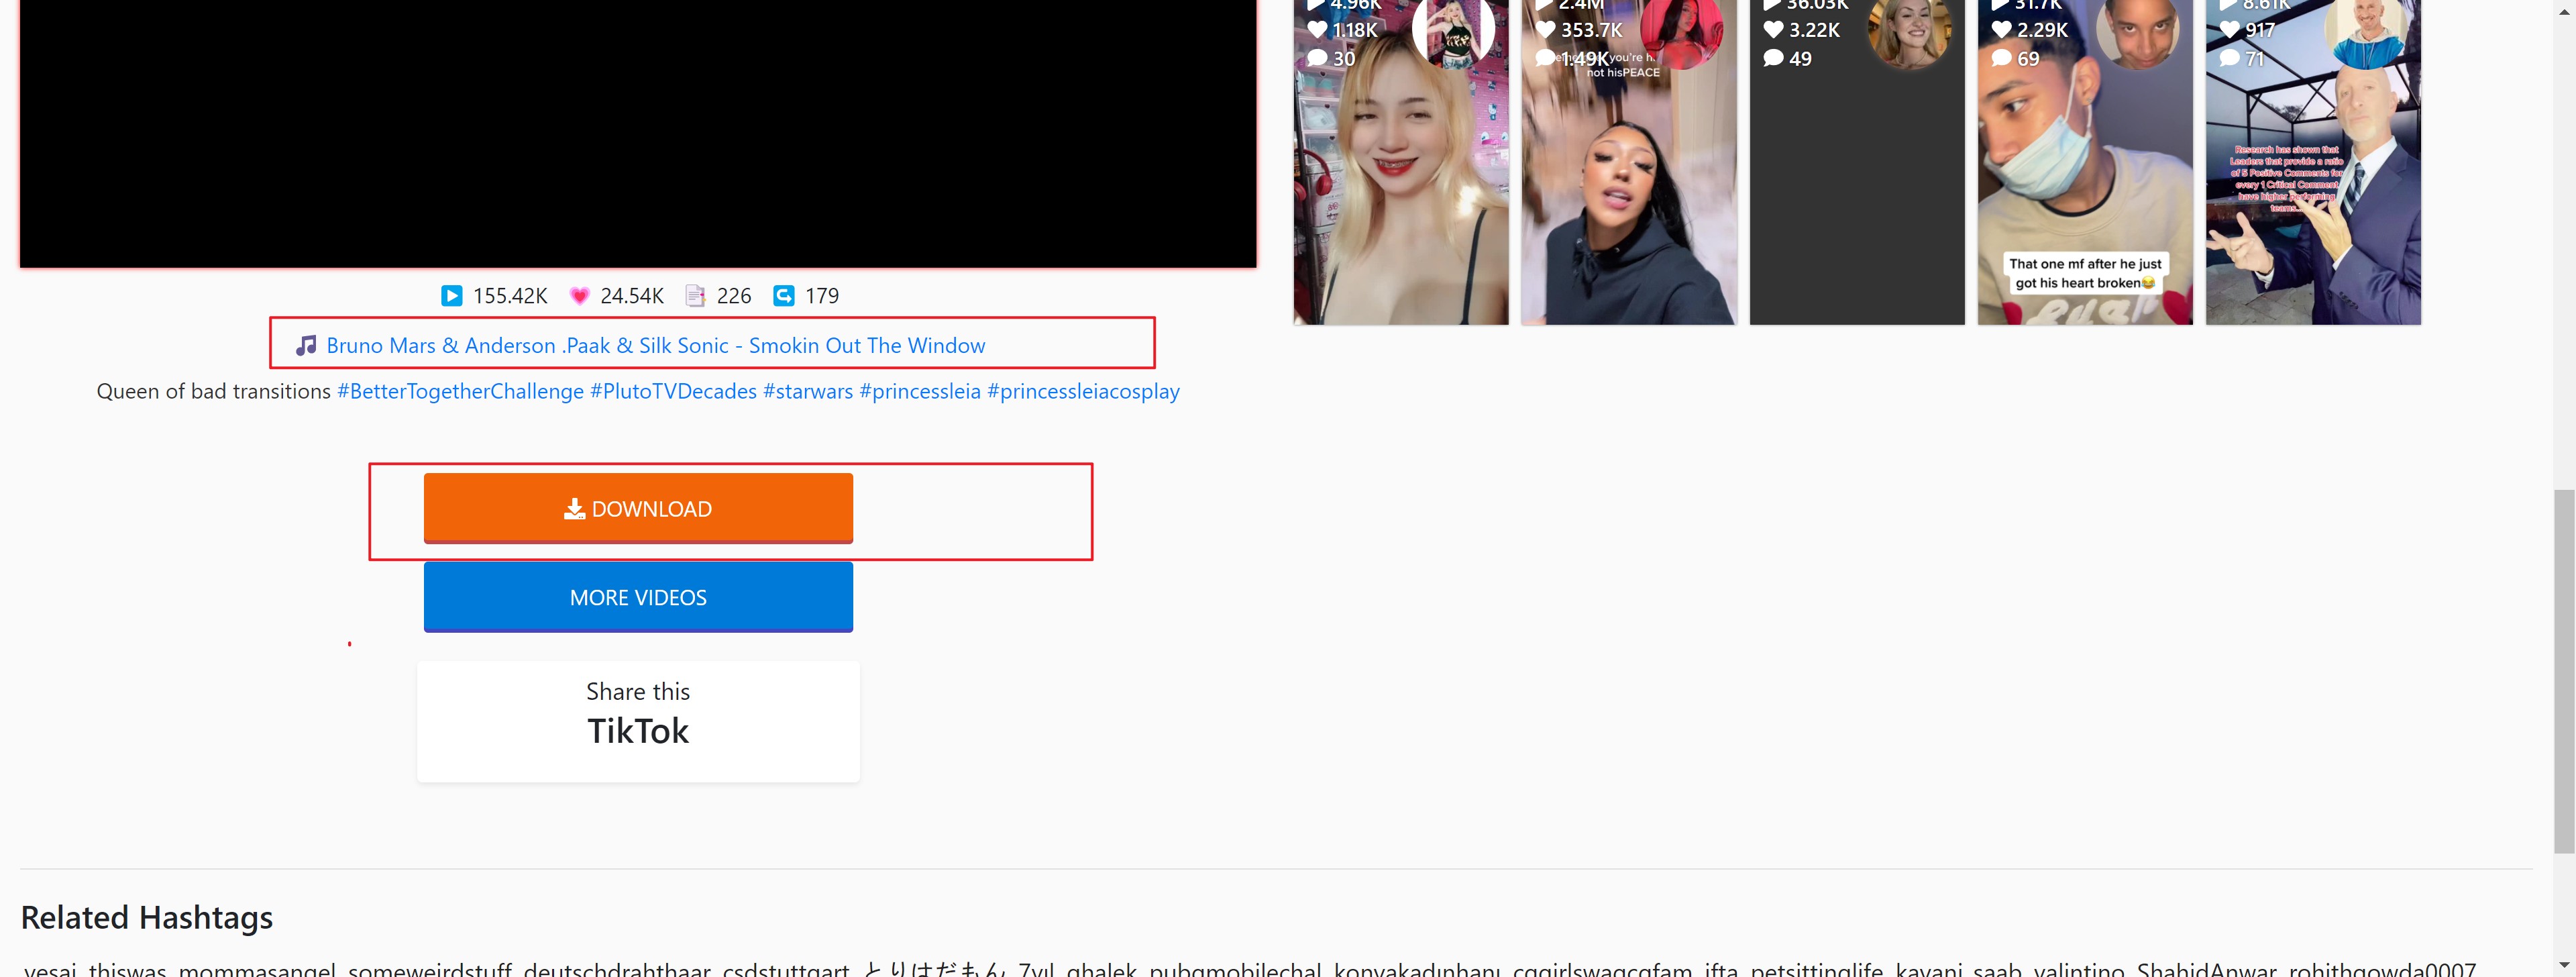 4.96K
1.18K
30
2.4M
353.7K
1.49K
you're h.
not hisPEACE
36.03K
3.22K
49
31.7K
2.29K
69
That one mf after he just
got his heart broken😂
8.61K
917
71
Research has shown that
Leaders that provide a ratio
of 5 Positive Comments for
every 1 Critical Comment
have higher performing
teams...
155.42K 24.54K 226 179
Bruno Mars & Anderson .Paak & Silk Sonic - Smokin Out The Window
Queen of bad transitions #BetterTogetherChallenge #PlutoTVDecades #starwars #princessleia #princessleiacosplay
DOWNLOAD
MORE VIDEOS
Share this
TikTok
Related Hashtags
yesai thiswas mommasangel someweirdstuff deutschdrahthaar csdstuttgart とりはだもん 7yıl ghalek pubgmobilechal konyakadınhanı cggirlswagcgfam ifta petsittinglife kavani saab valintino ShahidAnwar rohithgowda0007